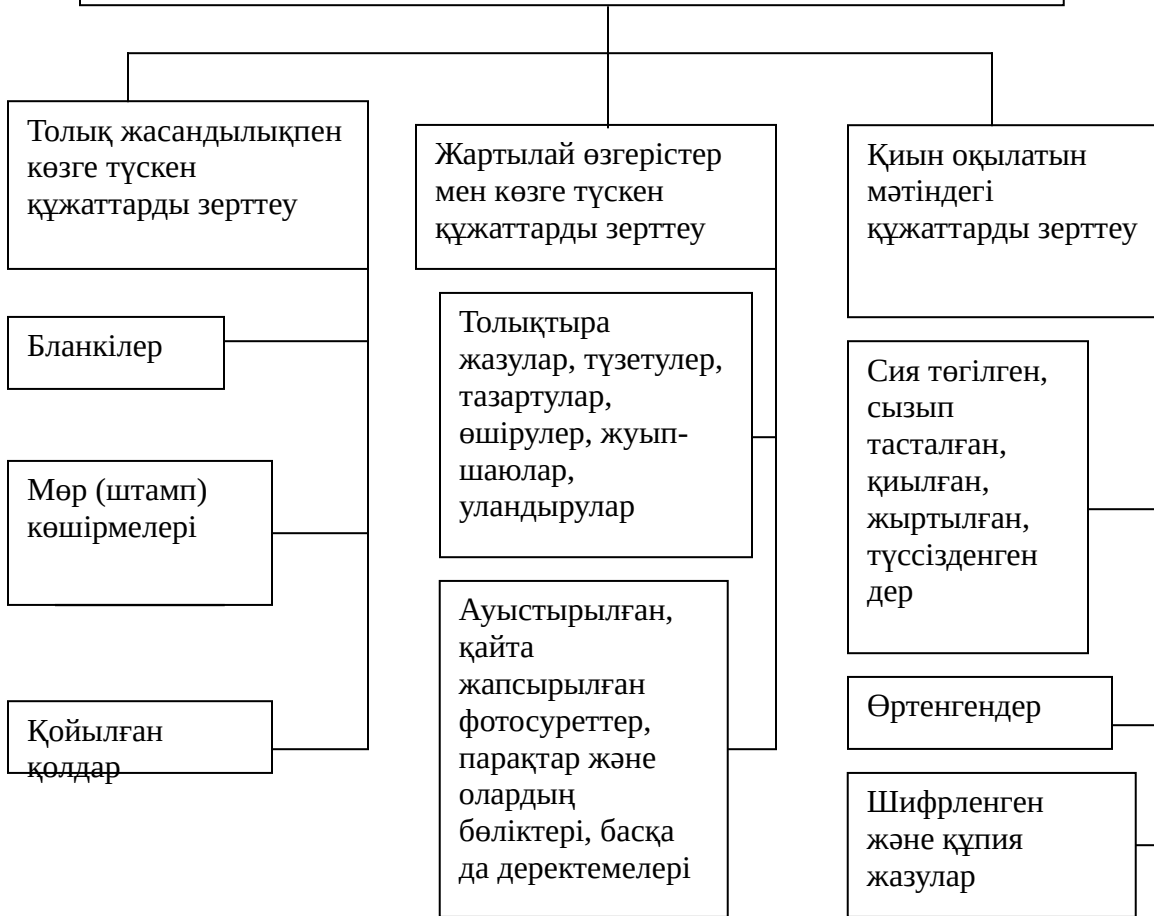 Толық жасандылықпен
көзге түскен
құжаттарды зерттеу
Бланкілер
Мөр (штамп)
көшірмелері
Қойылған
қолдар
Жартылай өзгерістер
мен көзге түскен
құжаттарды зерттеу
Толықтыра
жазулар, түзетулер,
тазартулар,
өшірулер, жуып-
шаюлар,
уландырулар
Ауыстырылған,
қайта
жапсырылған
фотосуреттер,
парақтар және
олардың
бөліктері, басқа
да деректемелері
Қиын оқылатын
мәтіндегі
құжаттарды зерттеу
Сия төгілген,
сызып
тасталған,
қиылған,
жыртылған,
түссізденген
дер
Өртенгендер
Шифрленген
және құпия
жазулар